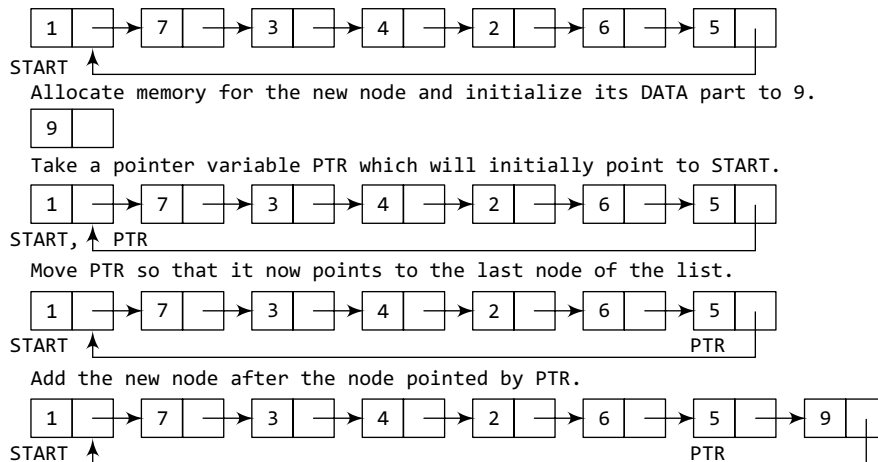 1 7 3 4 2 6 5
START
Allocate memory for the new node and initialize its DATA part to 9.
9
Take a pointer variable PTR which will initially point to START.
1 7 3 4 2 6 5
START, PTR
Move PTR so that it now points to the last node of the list.
1 7 3 4 2 6 5
START PTR
Add the new node after the node pointed by PTR.
1 7 3 4 2 6 5 9
START PTR